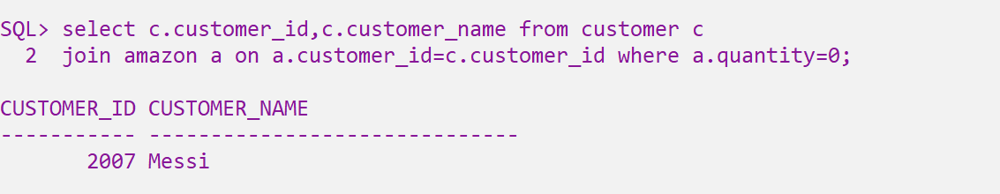 SQL> select c.customer_id,c.customer_name from customer c
  2  join amazon a on a.customer_id=c.customer_id where a.quantity=0;
CUSTOMER_ID CUSTOMER_NAME
----------- ------------------------------
       2007 Messi